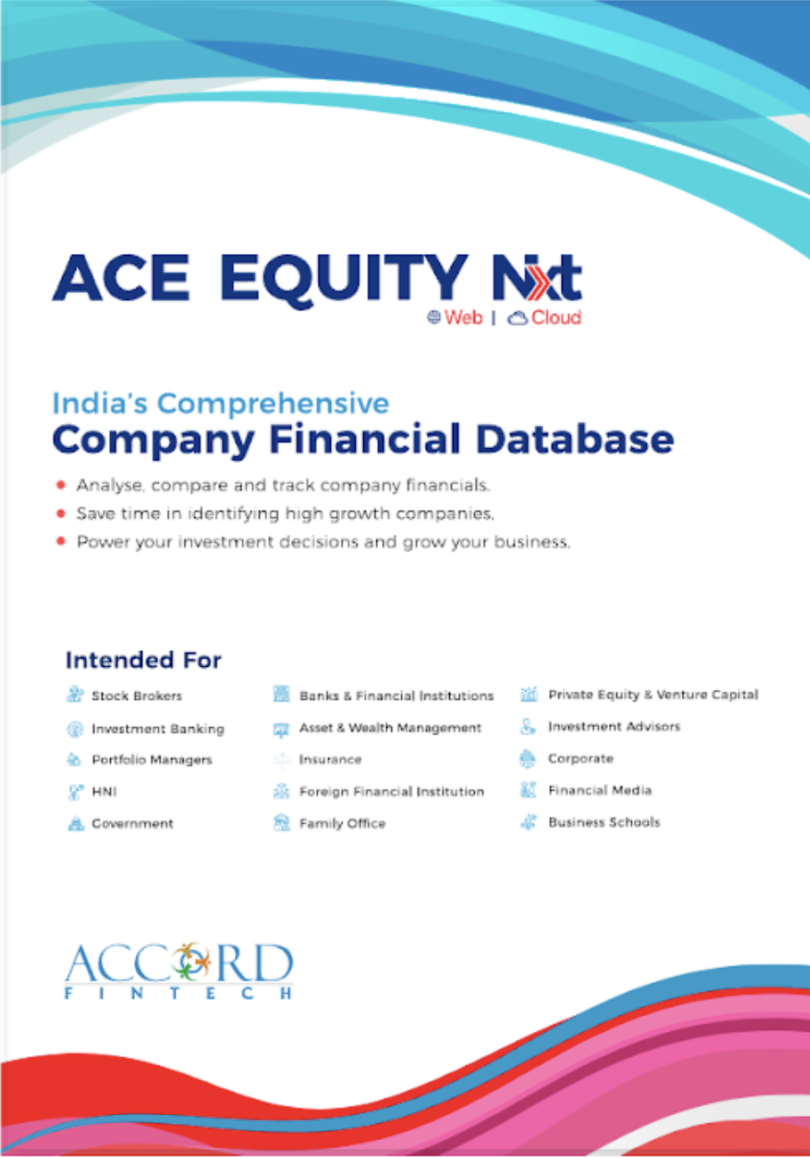 ACE EQUITY Nxt
Web | Cloud
India's Comprehensive
Company Financial Database
• Analyse, compare and track company financials.
• Save time in identifying high growth companies.
• Power your investment decisions and grow your business.
Intended For
Stock Brokers
Investment Banking
Portfolio Managers
HNI
Government
Banks & Financial Institutions
Asset & Wealth Management
Insurance
Foreign Financial Institution
Family Office
Private Equity & Venture Capital
Investment Advisors
Corporate
Financial Media
Business Schools
ACCORD
FINTECH